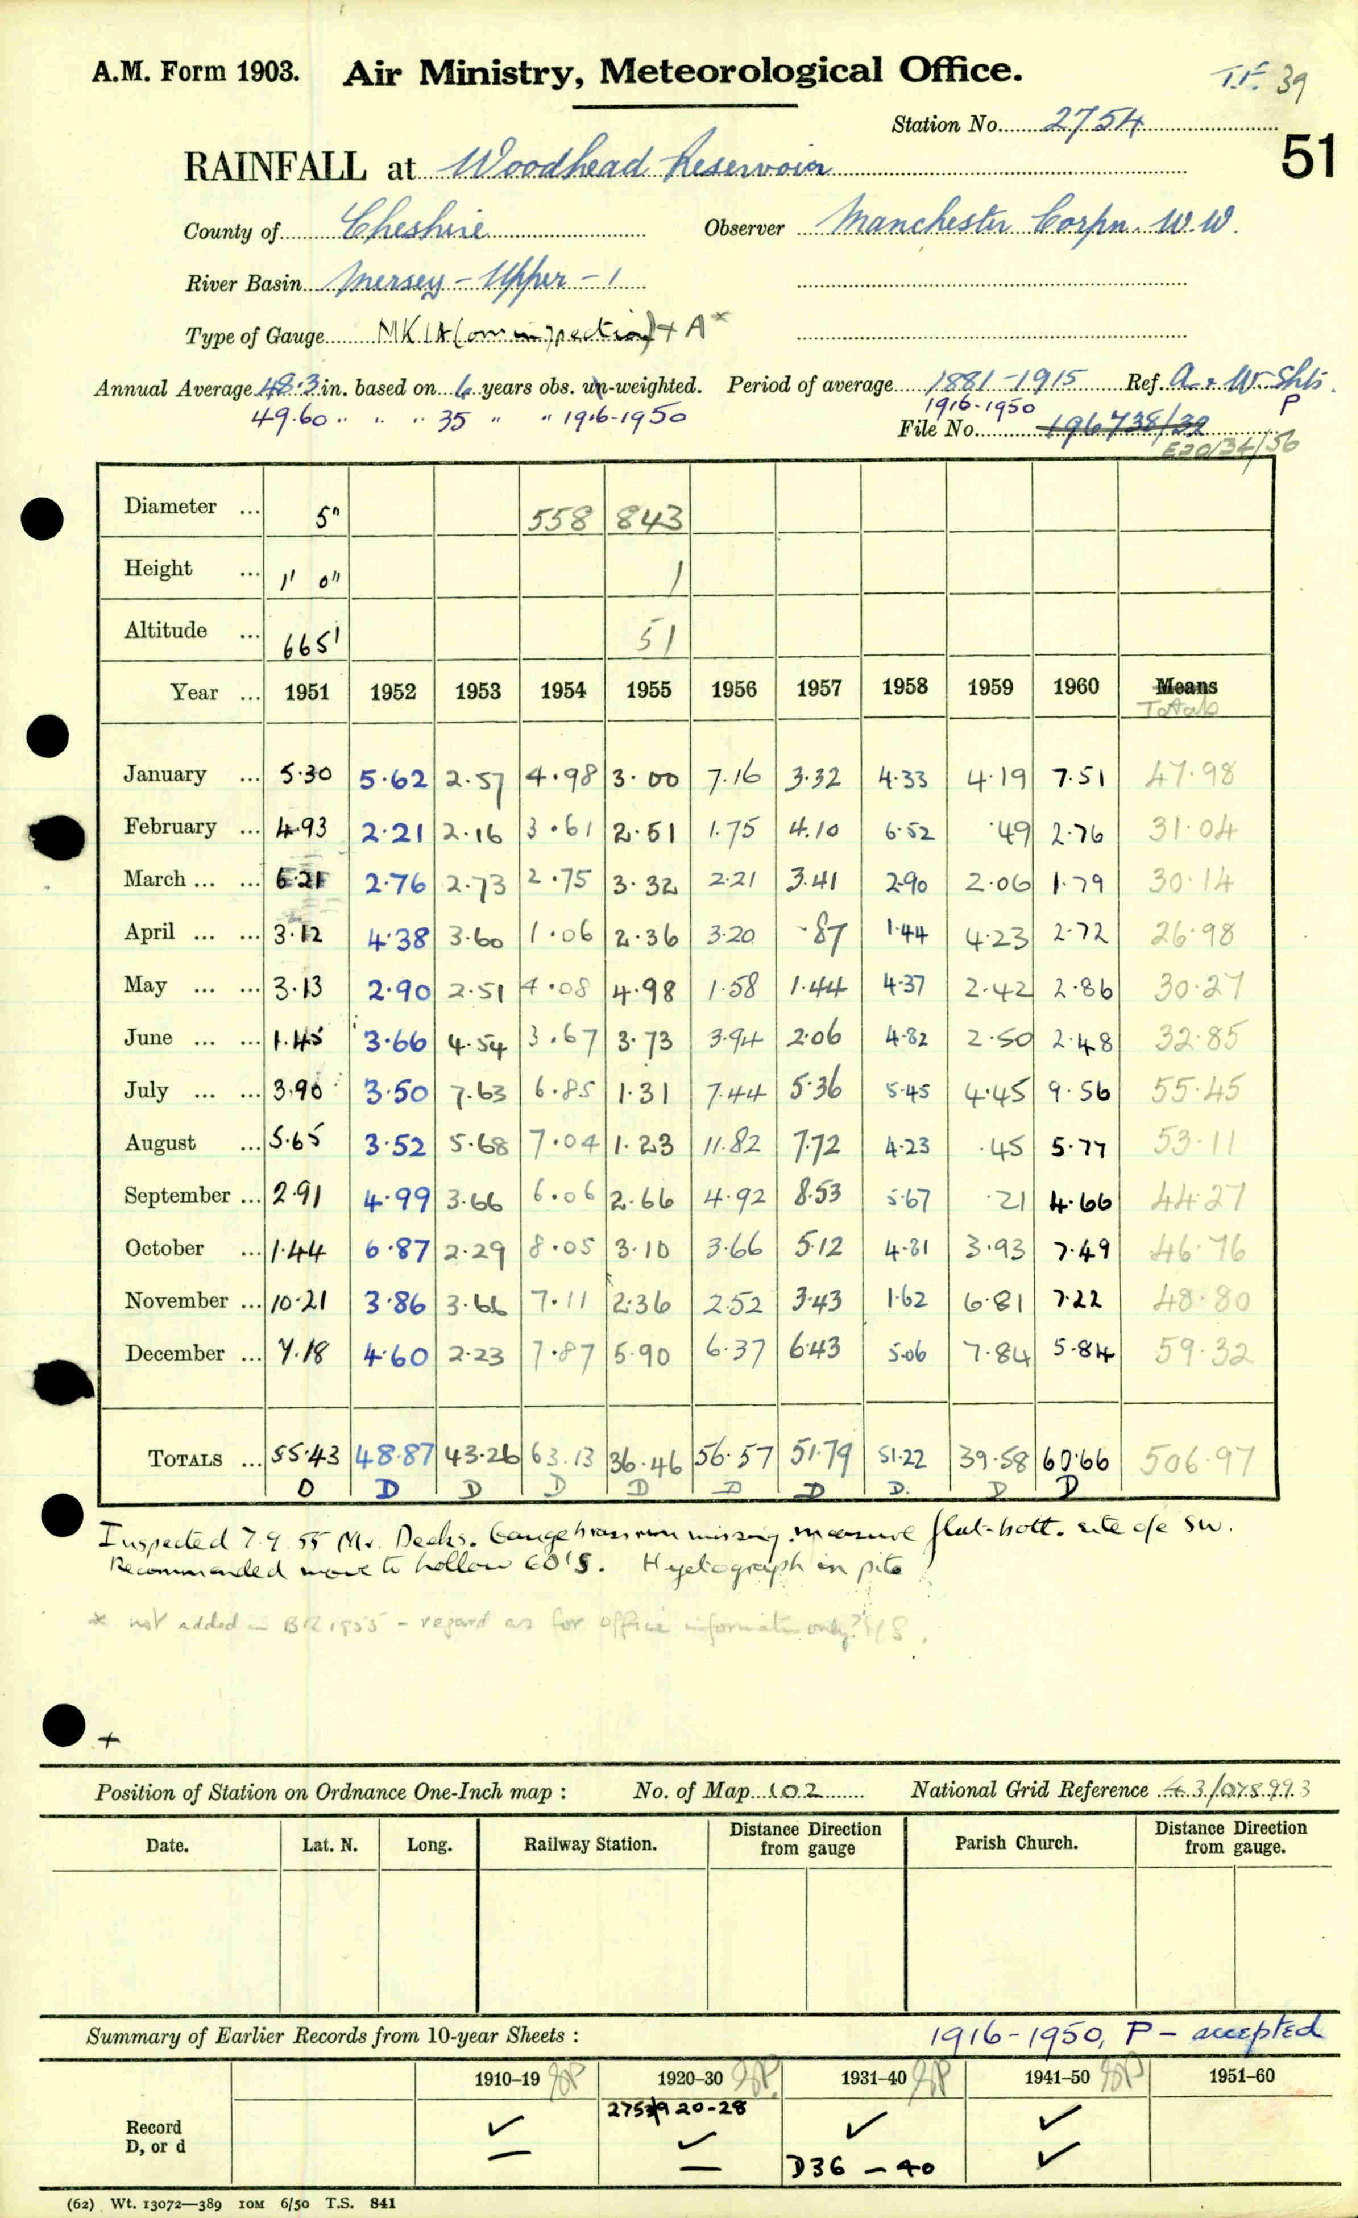 A.M. Form 1903. Air Ministry, Meteorological Office. 39
Station No. 2754
51
RAINFALL at Woodhead Reservoir
County of Cheshire Observer Manchester Corpn. W.W.
River Basin Mersey - Upper - 1
Type of Gauge MK IA (on inspection) + A*
Annual Average 48.3 in. based on 6 years obs. un-weighted. Period of average 1881-1915 Ref. A + W. Shts.
49.60 " " " 35 " " 1916-1950 1916-1950 P
File No. 196738/32
E20/34/56
Diameter ... 5" 558 843
Height ... 1' 0" 1
Altitude ... 665' 51
Year ... 1951 1952 1953 1954 1955 1956 1957 1958 1959 1960 Means
Totals
January ... 5.30 5.62 2.57 4.98 3.00 7.16 3.32 4.33 4.19 7.51 47.98
February ... 4.93 2.21 2.16 3.61 2.51 1.75 4.10 6.52 .49 2.76 31.04
March ... ... 6.21 2.76 2.73 2.75 3.32 2.21 3.41 2.90 2.06 1.79 30.14
April ... ... 3.12 4.38 3.60 1.06 2.36 3.20 .87 1.44 4.23 2.72 26.98
May ... ... 3.13 2.90 2.51 4.08 4.98 1.58 1.44 4.37 2.42 2.86 30.27
June ... ... 1.45 3.66 4.54 3.67 3.73 3.94 2.06 4.82 2.50 2.48 32.85
July ... ... 3.90 3.50 7.63 6.85 1.31 7.44 5.36 5.45 4.45 9.56 55.45
August ... 5.65 3.52 5.68 7.04 1.23 11.82 7.72 4.23 .45 5.77 53.11
September ... 2.91 4.99 3.66 6.06 2.66 4.92 8.53 5.67 .21 4.66 44.27
October ... 1.44 6.87 2.29 8.05 3.10 3.66 5.12 4.81 3.93 7.49 46.76
November ... 10.21 3.86 3.66 7.11 2.36 2.52 3.43 1.62 6.81 7.22 48.80
December ... 7.18 4.60 2.23 7.87 5.90 6.37 6.43 5.06 7.84 5.84 59.32
TOTALS ... 55.43 48.87 43.26 63.13 36.46 56.57 51.79 51.22 39.58 60.66 506.97
D D D D D D D D. D D
Inspected 7.9.55 Mr. Decks. Gauge brass rim missing. measure flat-bott. site o/e SW.
Recommended move to hollow 60'S. Hyetograph in pits
* not added in BR 1955 - regard as for office information only?
+
Position of Station on Ordnance One-Inch map : No. of Map 102 National Grid Reference 43/078993
Date. Lat. N. Long. Railway Station. Distance Direction from gauge Parish Church. Distance Direction from gauge.
Summary of Earlier Records from 10-year Sheets : 1916-1950, P - accepted
1910-19 1920-30 1931-40 1941-50 1951-60
Record ✓ ✓ ✓ ✓
D, or d — — D36 - 40 ✓
(62) Wt. 13072—389 10M 6/50 T.S. 841